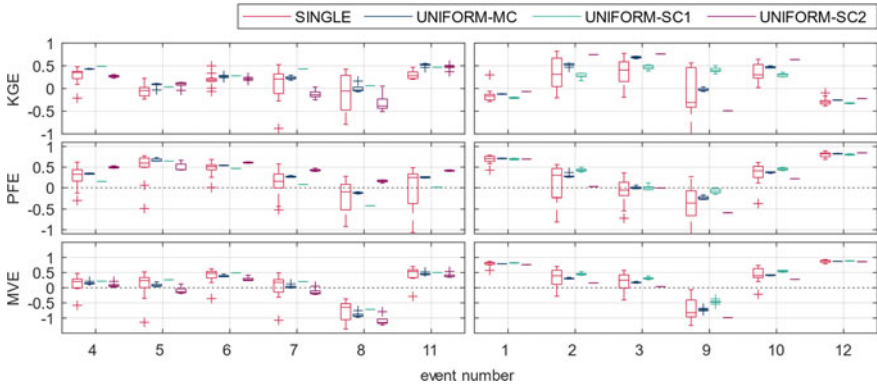 SINGLE UNIFORM-MC UNIFORM-SC1 UNIFORM-SC2
KGE
1
0.5
0
-0.5
-1
PFE
1
0.5
0
-0.5
-1
MVE
1
0.5
0
-0.5
-1
4 5 6 7 8 11 1 2 3 9 10 12
event number